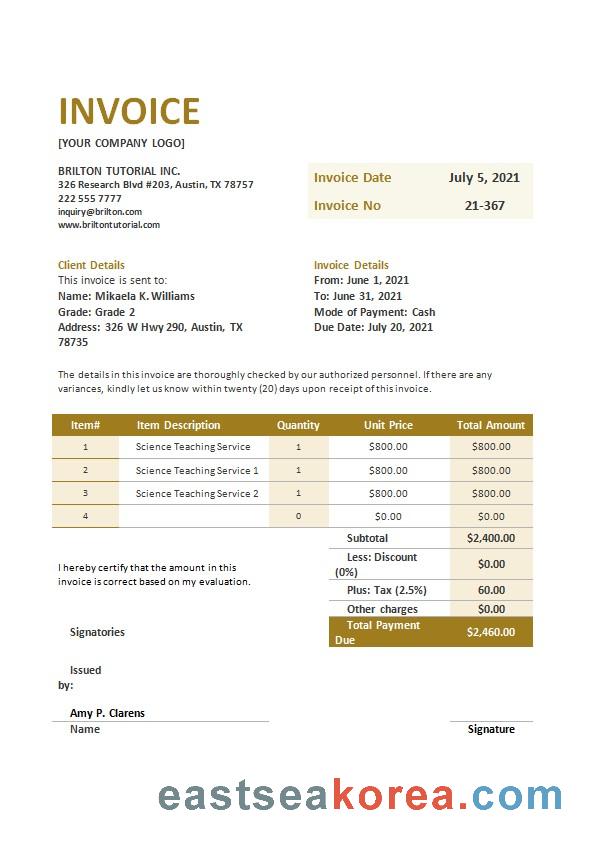 INVOICE
[YOUR COMPANY LOGO]
BRILTON TUTORIAL INC.
326 Research Blvd #203, Austin, TX 78757
222 555 7777
inquiry@brilton.com
www.briltontutorial.com
Invoice Date July 5, 2021
Invoice No 21-367
Client Details
This invoice is sent to:
Name: Mikaela K. Williams
Grade: Grade 2
Address: 326 W Hwy 290, Austin, TX
78735
Invoice Details
From: June 1, 2021
To: June 31, 2021
Mode of Payment: Cash
Due Date: July 20, 2021
The details in this invoice are thoroughly checked by our authorized personnel. If there are any
variances, kindly let us know within twenty (20) days upon receipt of this invoice.
Item# Item Description Quantity Unit Price Total Amount
1 Science Teaching Service 1 $800.00 $800.00
2 Science Teaching Service 1 1 $800.00 $800.00
3 Science Teaching Service 2 1 $800.00 $800.00
4 0 $0.00 $0.00
Subtotal $2,400.00
Less: Discount
(0%) $0.00
Plus: Tax (2.5%) 60.00
Other charges $0.00
Total Payment
Due $2,460.00
I hereby certify that the amount in this
invoice is correct based on my evaluation.
Signatories
Issued
by:
Amy P. Clarens
Name Signature
eastseakorea.com